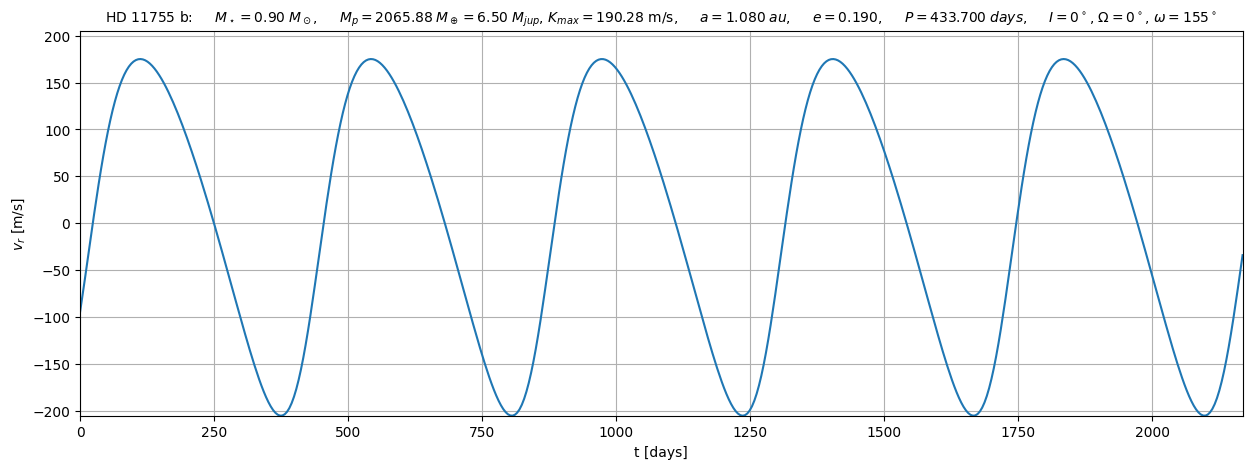 HD 11755 b: M⋆ = 0.90 M⊙, Mp = 2065.88 M⊕ = 6.50 Mjup, Kmax = 190.28 m/s, a = 1.080 au, e = 0.190, P = 433.700 days, I = 0°, Ω = 0°, ω = 155°
200
150
100
50
0
−50
−100
−150
−200
vr [m/s]
0 250 500 750 1000 1250 1500 1750 2000
t [days]